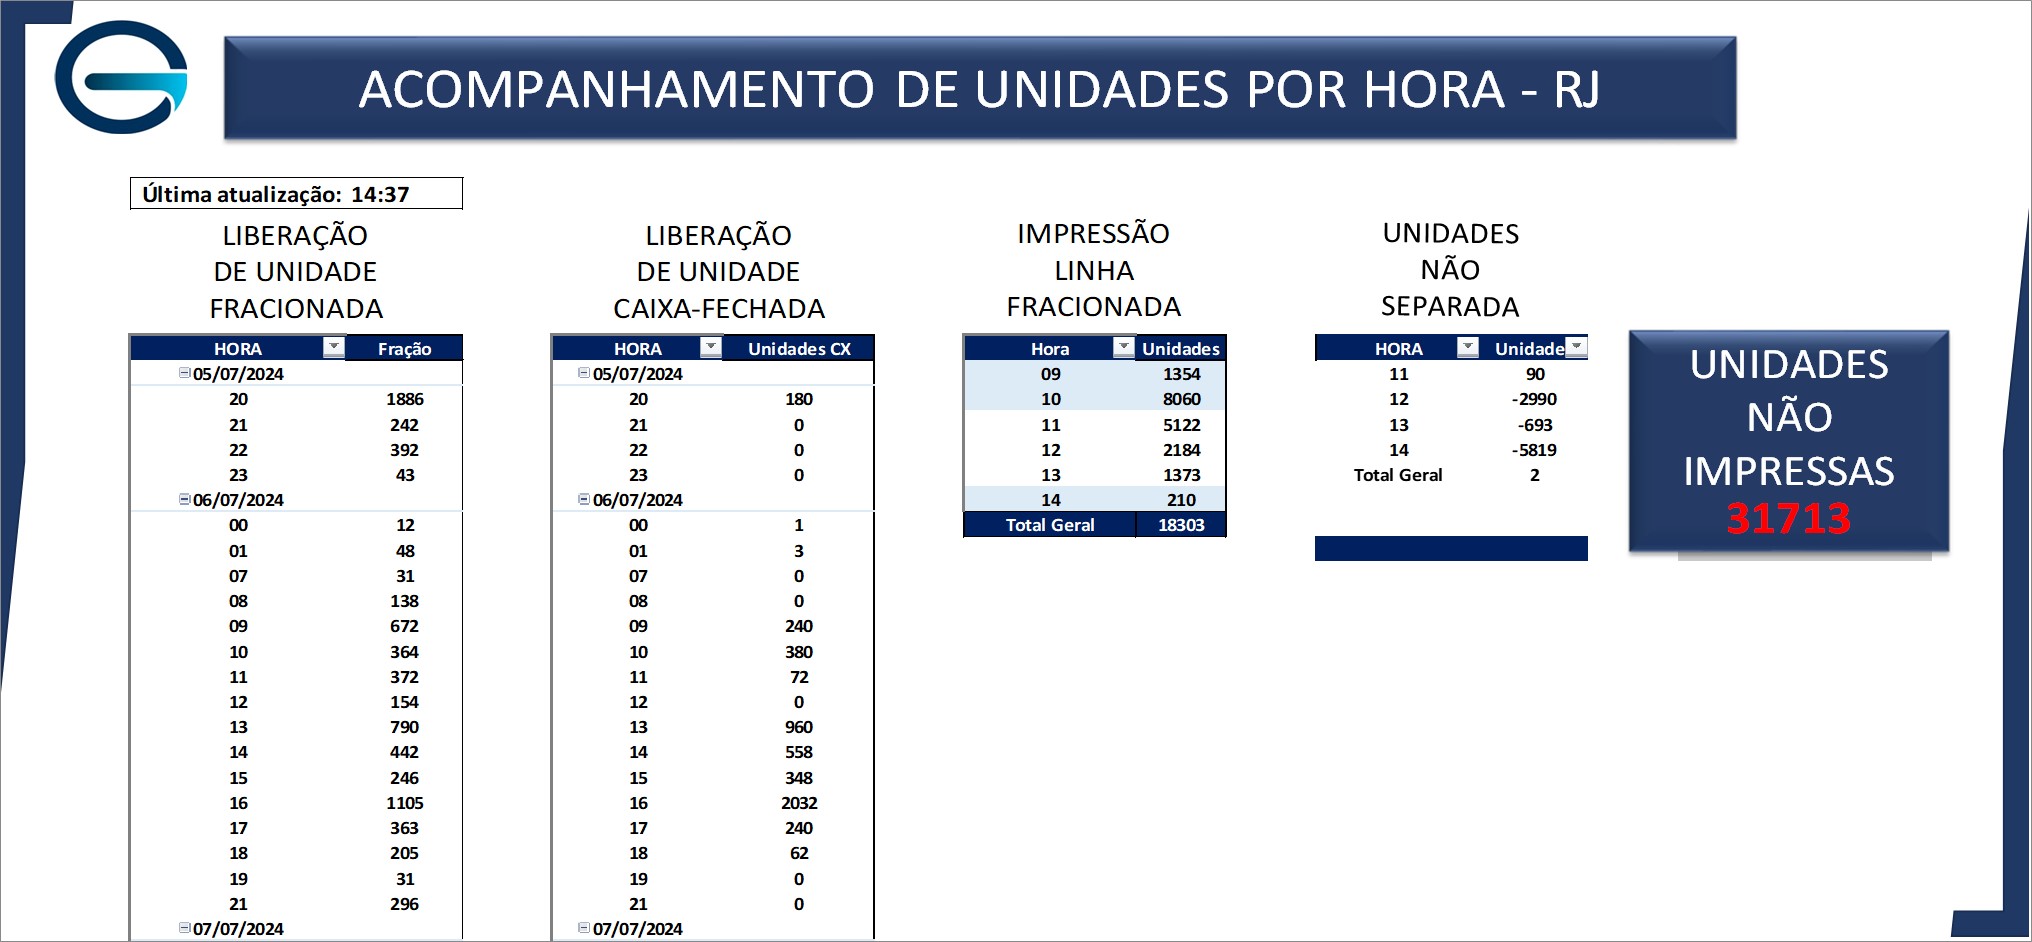 ACOMPANHAMENTO DE UNIDADES POR HORA - RJ
Última atualização: 14:37
LIBERAÇÃO
DE UNIDADE
FRACIONADA
HORA Fração
05/07/2024
20 1886
21 242
22 392
23 43
06/07/2024
00 12
01 48
07 31
08 138
09 672
10 364
11 372
12 154
13 790
14 442
15 246
16 1105
17 363
18 205
19 31
21 296
07/07/2024
LIBERAÇÃO
DE UNIDADE
CAIXA-FECHADA
HORA Unidades CX
05/07/2024
20 180
21 0
22 0
23 0
06/07/2024
00 1
01 3
07 0
08 0
09 240
10 380
11 72
12 0
13 960
14 558
15 348
16 2032
17 240
18 62
19 0
21 0
07/07/2024
IMPRESSÃO
LINHA
FRACIONADA
Hora Unidades
09 1354
10 8060
11 5122
12 2184
13 1373
14 210
Total Geral 18303
UNIDADES
NÃO
SEPARADA
HORA Unidade
11 90
12 -2990
13 -693
14 -5819
Total Geral 2
UNIDADES
NÃO
IMPRESSAS
31713